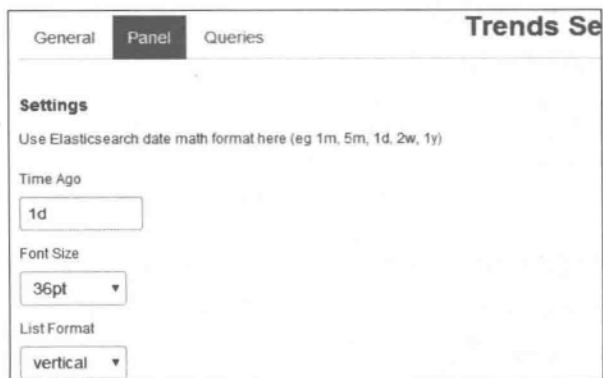 General Panel Queries Trends Se
Settings
Use Elasticsearch date math format here (eg 1m, 5m, 1d, 2w, 1y)
Time Ago
1d
Font Size
36pt
List Format
vertical